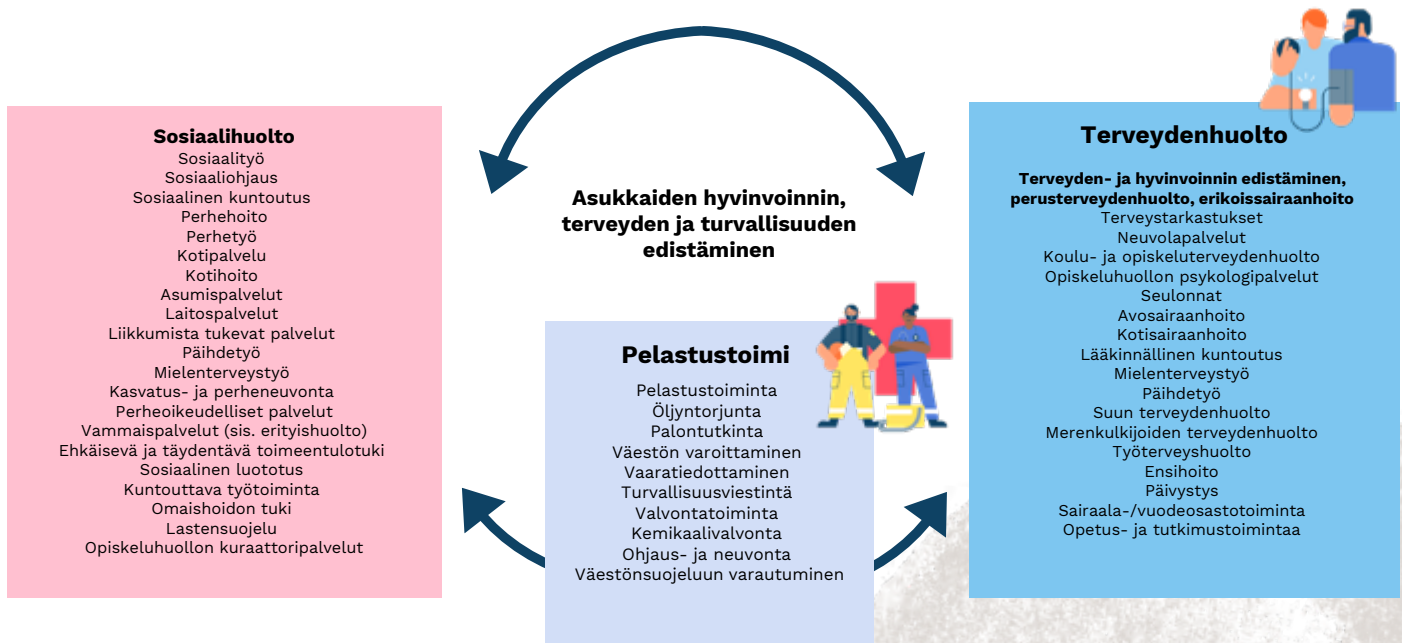 Sosiaalihuolto
Sosiaalityö
Sosiaaliohjaus
Sosiaalinen kuntoutus
Perhehoito
Perhetyö
Kotipalvelu
Kotihoito
Asumispalvelut
Laitospalvelut
Liikkumista tukevat palvelut
Päihdetyö
Mielenterveystyö
Kasvatus- ja perheneuvonta
Perheoikeudelliset palvelut
Vammaispalvelut (sis. erityishuolto)
Ehkäisevä ja täydentävä toimeentulotuki
Sosiaalinen luototus
Kuntouttava työtoiminta
Omaishoidon tuki
Lastensuojelu
Opiskeluhuollon kuraattoripalvelut
Asukkaiden hyvinvoinnin,
terveyden ja turvallisuuden
edistäminen
Pelastustoimi
Pelastustoiminta
Öljyntorjunta
Palontutkinta
Väestön varoittaminen
Vaaratiedottaminen
Turvallisuusviestintä
Valvontatoiminta
Kemikaalivalvonta
Ohjaus- ja neuvonta
Väestönsuojeluun varautuminen
Terveydenhuolto
Terveyden- ja hyvinvoinnin edistäminen,
perusterveydenhuolto, erikoissairaanhoito
Terveystarkastukset
Neuvolapalvelut
Koulu- ja opiskeluterveydenhuolto
Opiskeluhuollon psykologipalvelut
Seulonnat
Avosairaanhoito
Kotisairaanhoito
Lääkinnällinen kuntoutus
Mielenterveystyö
Päihdetyö
Suun terveydenhuolto
Merenkulkijoiden terveydenhuolto
Työterveyshuolto
Ensihoito
Päivystys
Sairaala-/vuodeosastotoiminta
Opetus- ja tutkimustoimintaa